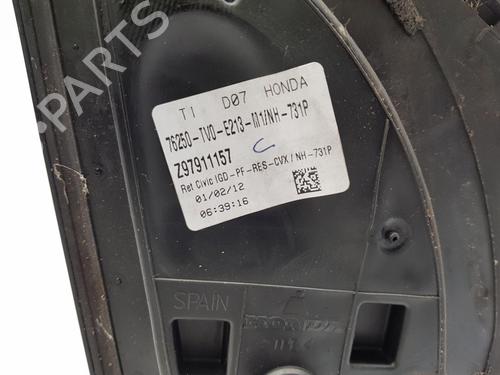 B-PARTS
TI D07 HONDA
76250-TV0-E213-M1/NH-731P
Z97911157
Ret Civic IGD-PF-RES-CVX/NH-731P
01/02/12
06:39:16
SPAIN